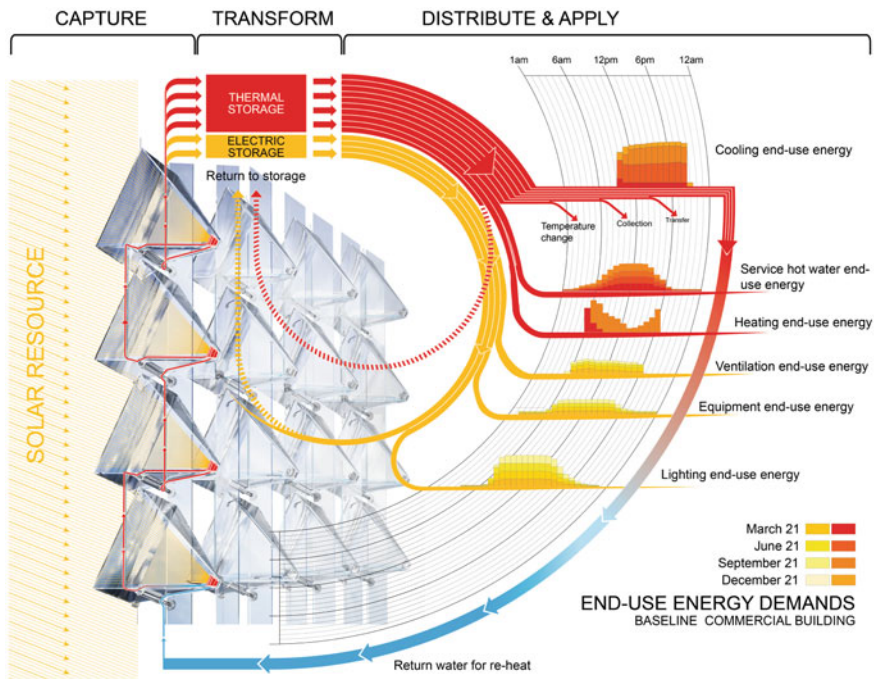 CAPTURE
TRANSFORM
DISTRIBUTE & APPLY
1am
6am
12pm
6pm
12am
THERMAL
STORAGE
ELECTRIC
STORAGE
Return to storage
SOLAR RESOURCE
Cooling end-use energy
Temperature
change
Collection
Transfer
Service hot water end-
use energy
Heating end-use energy
Ventilation end-use energy
Equipment end-use energy
Lighting end-use energy
March 21
June 21
September 21
December 21
END-USE ENERGY DEMANDS
BASELINE COMMERCIAL BUILDING
Return water for re-heat